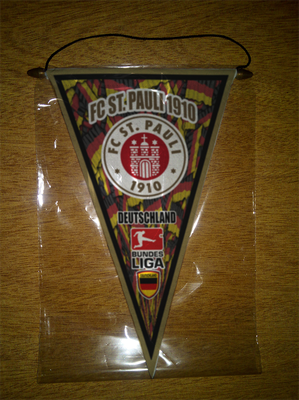 FC ST. PAULI 1910
FC ST. PAULI
1910
DEUTSCHLAND
BUNDES
LIGA